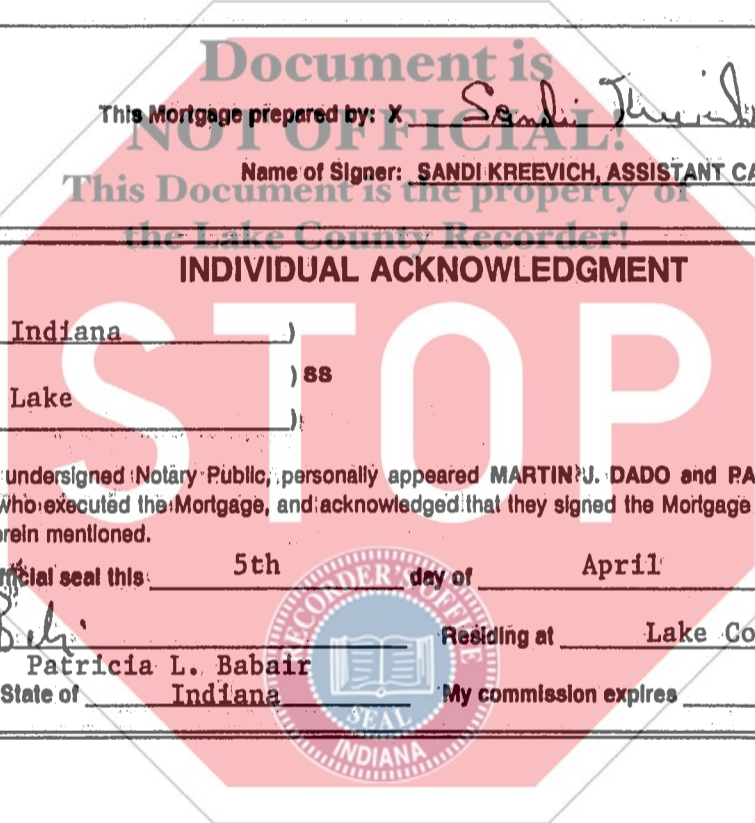 Document is
This Mortgage prepared by: X
NOT OFFICIAL!
Name of Signer: SANDI KREEVICH, ASSISTANT CA
This Document is the property of
the Lake County Recorder!
INDIVIDUAL ACKNOWLEDGMENT
Indiana )
) SS
Lake )
STOP
undersigned Notary Public, personally appeared MARTIN J. DADO and PA
who executed the Mortgage, and acknowledged that they signed the Mortgage
rein mentioned.
ficial seal this 5th day of April
Residing at Lake Co
Patricia L. Babair
State of Indiana My commission expires
RECORDER'S OFFICE
SEAL
INDIANA